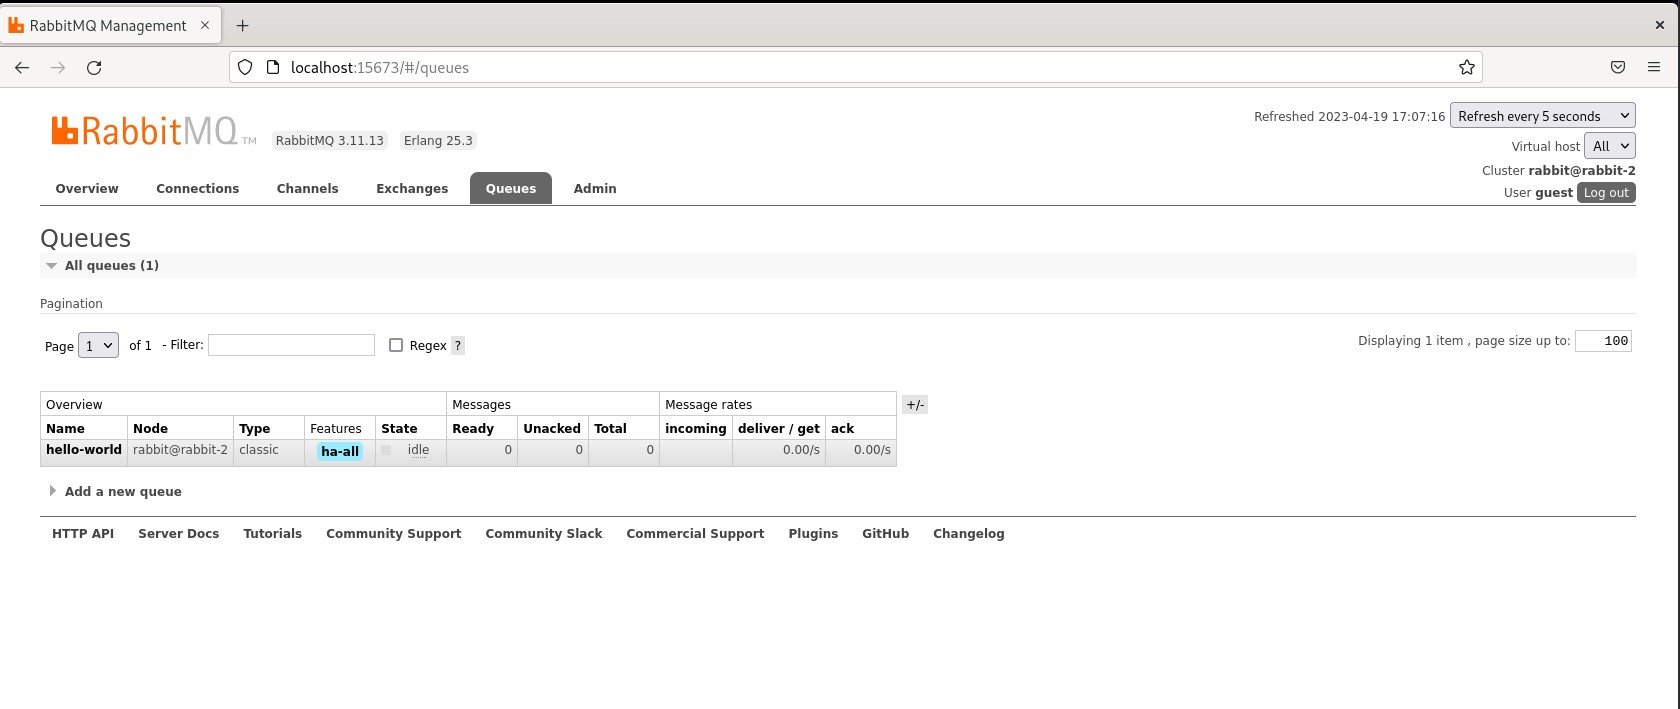 RabbitMQ Management
localhost:15673/#/queues
RabbitMQ TM RabbitMQ 3.11.13 Erlang 25.3
Refreshed 2023-04-19 17:07:16 Refresh every 5 seconds
Virtual host All
Cluster rabbit@rabbit-2
User guest Log out
Overview Connections Channels Exchanges Queues Admin
Queues
All queues (1)
Pagination
Page 1 of 1 - Filter: Regex ? Displaying 1 item , page size up to: 100
Overview Messages Message rates +/-
Name Node Type Features State Ready Unacked Total incoming deliver / get ack
hello-world rabbit@rabbit-2 classic ha-all idle 0 0 0 0.00/s 0.00/s
Add a new queue
HTTP API Server Docs Tutorials Community Support Community Slack Commercial Support Plugins GitHub Changelog